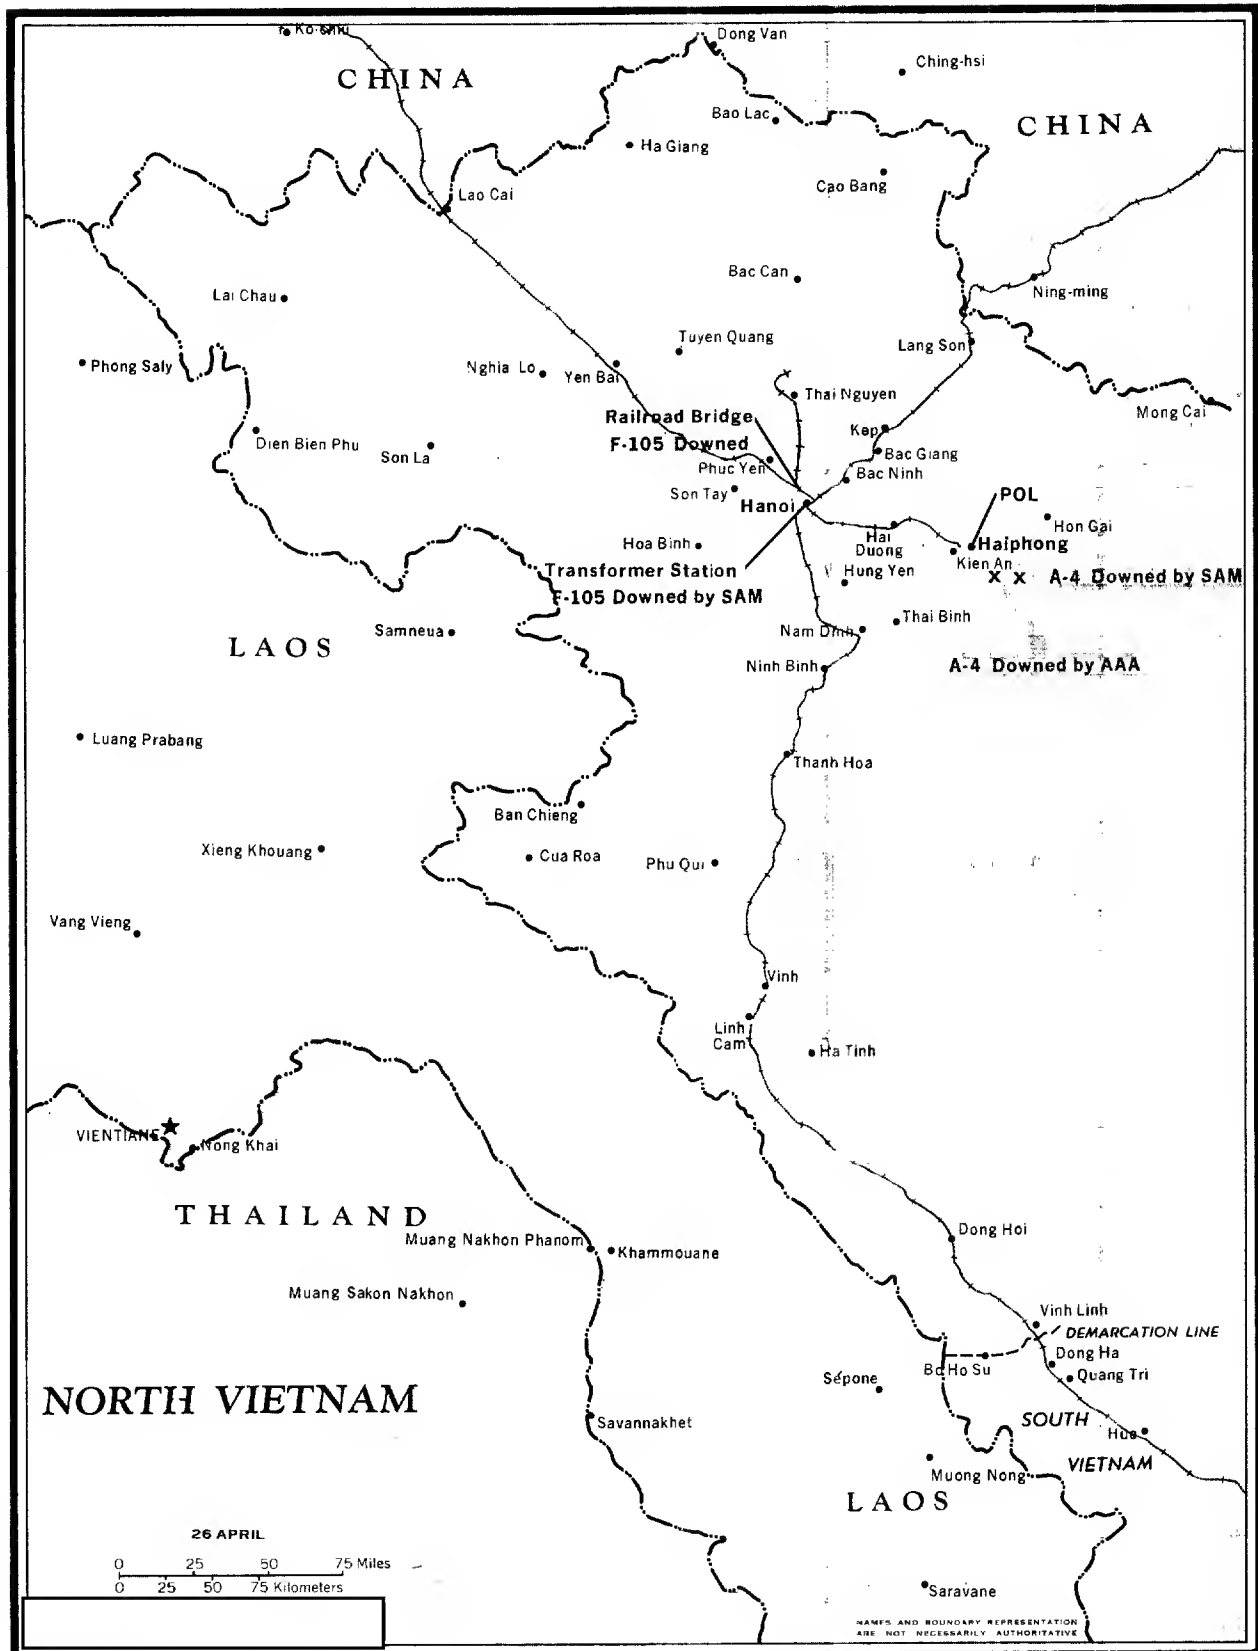 Ko-chiu
Dong Van
CHINA
Ching-hsi
Bao Lac
CHINA
Ha Giang
Cao Bang
Lao Cai
Bac Can
Ning-ming
Lai Chau
Tuyen Quang
Lang Son
Phong Saly
Nghia Lo
Yen Bai
Thai Nguyen
Mong Cai
Railroad Bridge
F-105 Downed
Kep
Dien Bien Phu
Son La
Phuc Yen
Bac Giang
Bac Ninh
Son Tay
Hanoi
POL
Hon Gai
Hai
Duong
Hoa Binh
Haiphong
Kien An
Transformer Station
F-105 Downed by SAM
Hung Yen
X X A-4 Downed by SAM
Thai Binh
Samneua
Nam Dinh
LAOS
Ninh Binh
A-4 Downed by AAA
Luang Prabang
Thanh Hoa
Ban Chieng
Xieng Khouang
Cua Roa
Phu Qui
Vang Vieng
Vinh
Linh
Cam
Ha Tinh
VIENTIANE
Nong Khai
THAILAND
Dong Hoi
Muang Nakhon Phanom
Khammouane
Muang Sakon Nakhon
Vinh Linh
DEMARCATION LINE
Dong Ha
Bo Ho Su
Sépone
Quang Tri
NORTH VIETNAM
Savannakhet
SOUTH
Hue
VIETNAM
Muong Nong
LAOS
26 APRIL
0 25 50 75 Miles
0 25 50 75 Kilometers
Saravane
NAMES AND BOUNDARY REPRESENTATION
ARE NOT NECESSARILY AUTHORITATIVE